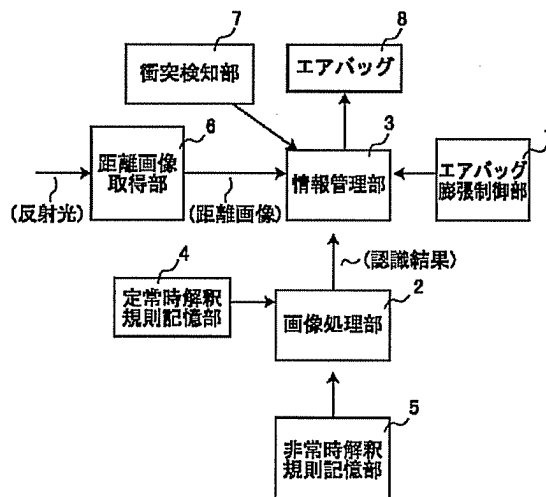 7
衝突検知部
8
エアバッグ
6
距離画像
取得部
(反射光)
(距離画像)
3
情報管理部
エアバッグ
膨張制御部
(認識結果)
4
定常時解釈
規則記憶部
2
画像処理部
5
非常時解釈
規則記憶部